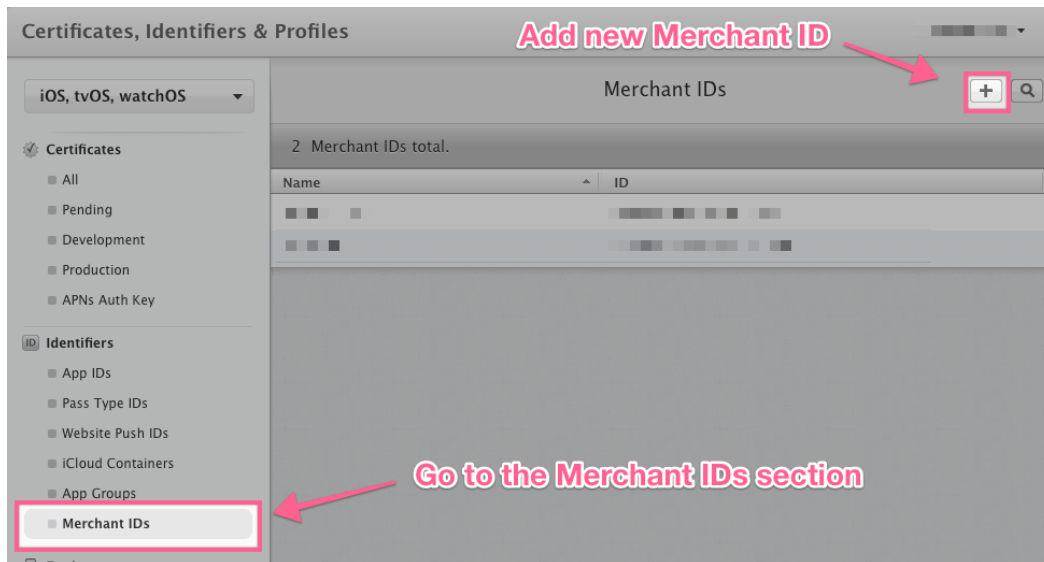 Certificates, Identifiers & Profiles
Add new Merchant ID
iOS, tvOS, watchOS
Merchant IDs
+
Certificates
2 Merchant IDs total.
All
Name
ID
Pending
Development
Production
APNs Auth Key
ID Identifiers
App IDs
Pass Type IDs
Website Push IDs
iCloud Containers
Go to the Merchant IDs section
App Groups
Merchant IDs